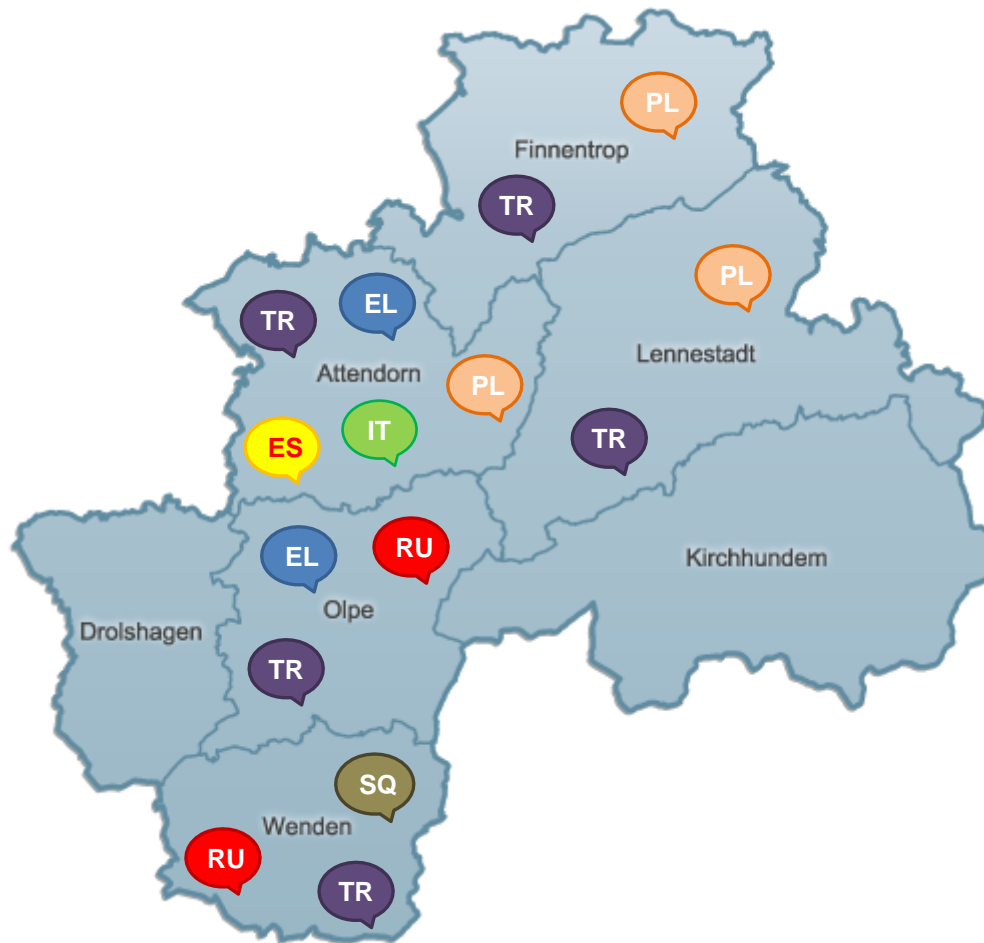 PL
Finnentrop
TR
PL
EL
TR
Lennestadt
Attendorn
PL
IT
TR
ES
RU
EL
Kirchhundem
Olpe
Drolshagen
TR
SQ
Wenden
RU
TR